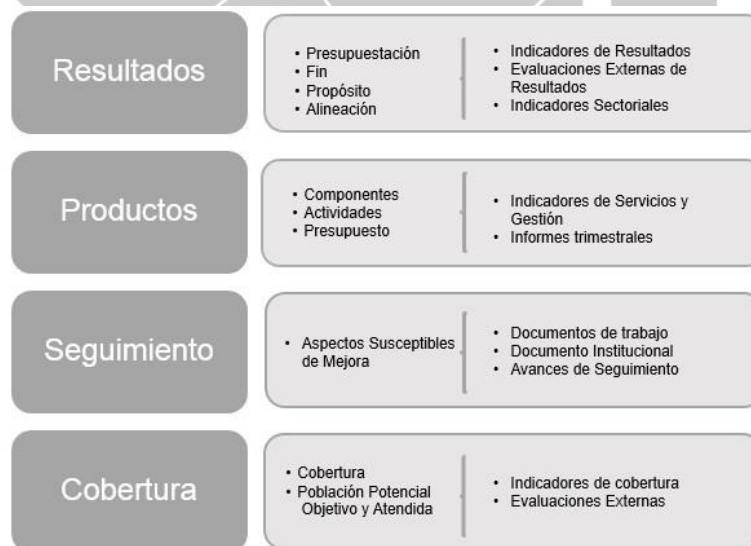 Resultados
• Presupuestación
• Fin
• Propósito
• Alineación
• Indicadores de Resultados
• Evaluaciones Externas de
Resultados
• Indicadores Sectoriales
Productos
• Componentes
• Actividades
• Presupuesto
• Indicadores de Servicios y
Gestión
• Informes trimestrales
Seguimiento
• Aspectos Susceptibles
de Mejora
• Documentos de trabajo
• Documento Institucional
• Avances de Seguimiento
Cobertura
• Cobertura
• Población Potencial
Objetivo y Atendida
• Indicadores de cobertura
• Evaluaciones Externas